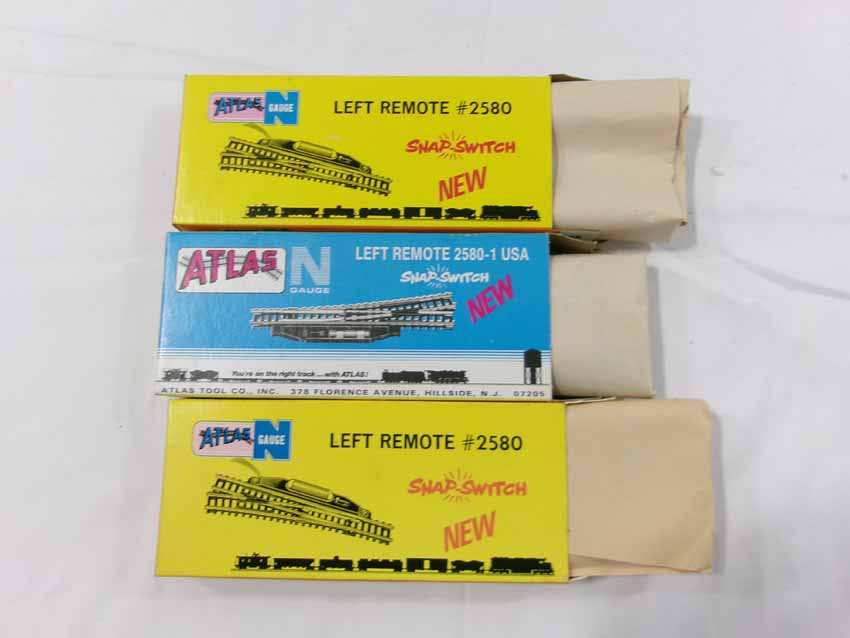 ATLAS N GAUGE LEFT REMOTE #2580
SNAP-SWITCH
NEW
ATLAS N GAUGE LEFT REMOTE 2580-1 USA
SNAP-SWITCH
NEW
You're on the right track...with ATLAS!
ATLAS TOOL CO., INC. 378 FLORENCE AVENUE, HILLSIDE, N.J. 07205
ATLAS N GAUGE LEFT REMOTE #2580
SNAP-SWITCH
NEW